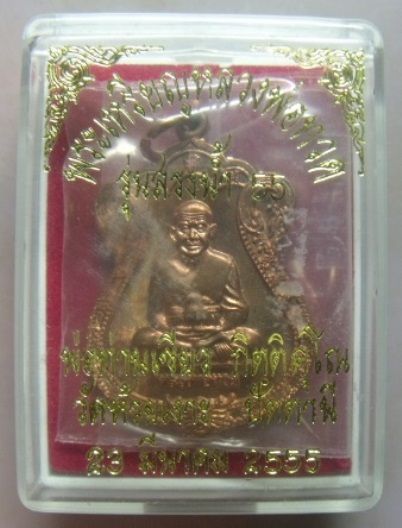 พระเหรียญหลวงพ่อทวด
รุ่นสรงน้ำ 55
พ่อท่านเขียว กิตติคุโณ
วัดห้วยเงาะ ปัตตานี
23 มีนาคม 2555